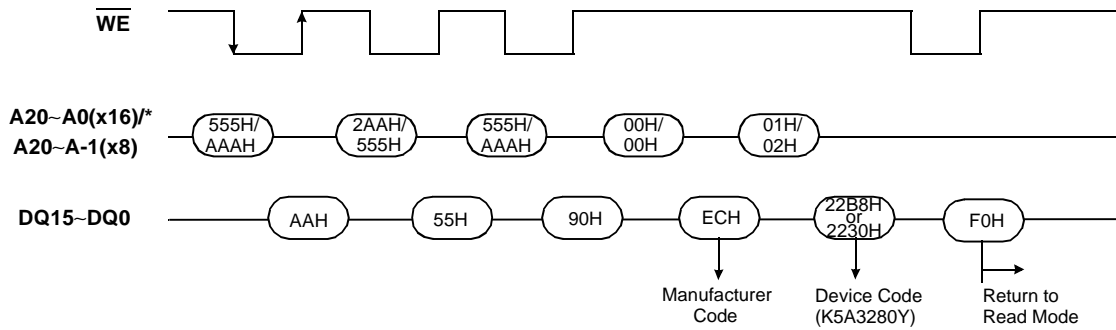 WE
A20~A0(x16)/*
A20~A-1(x8)
555H/
AAAH
2AAH/
555H
555H/
AAAH
00H/
00H
01H/
02H
DQ15~DQ0
AAH
55H
90H
ECH
22B8H
or
2230H
F0H
Manufacturer
Code
Device Code
(K5A3280Y)
Return to
Read Mode